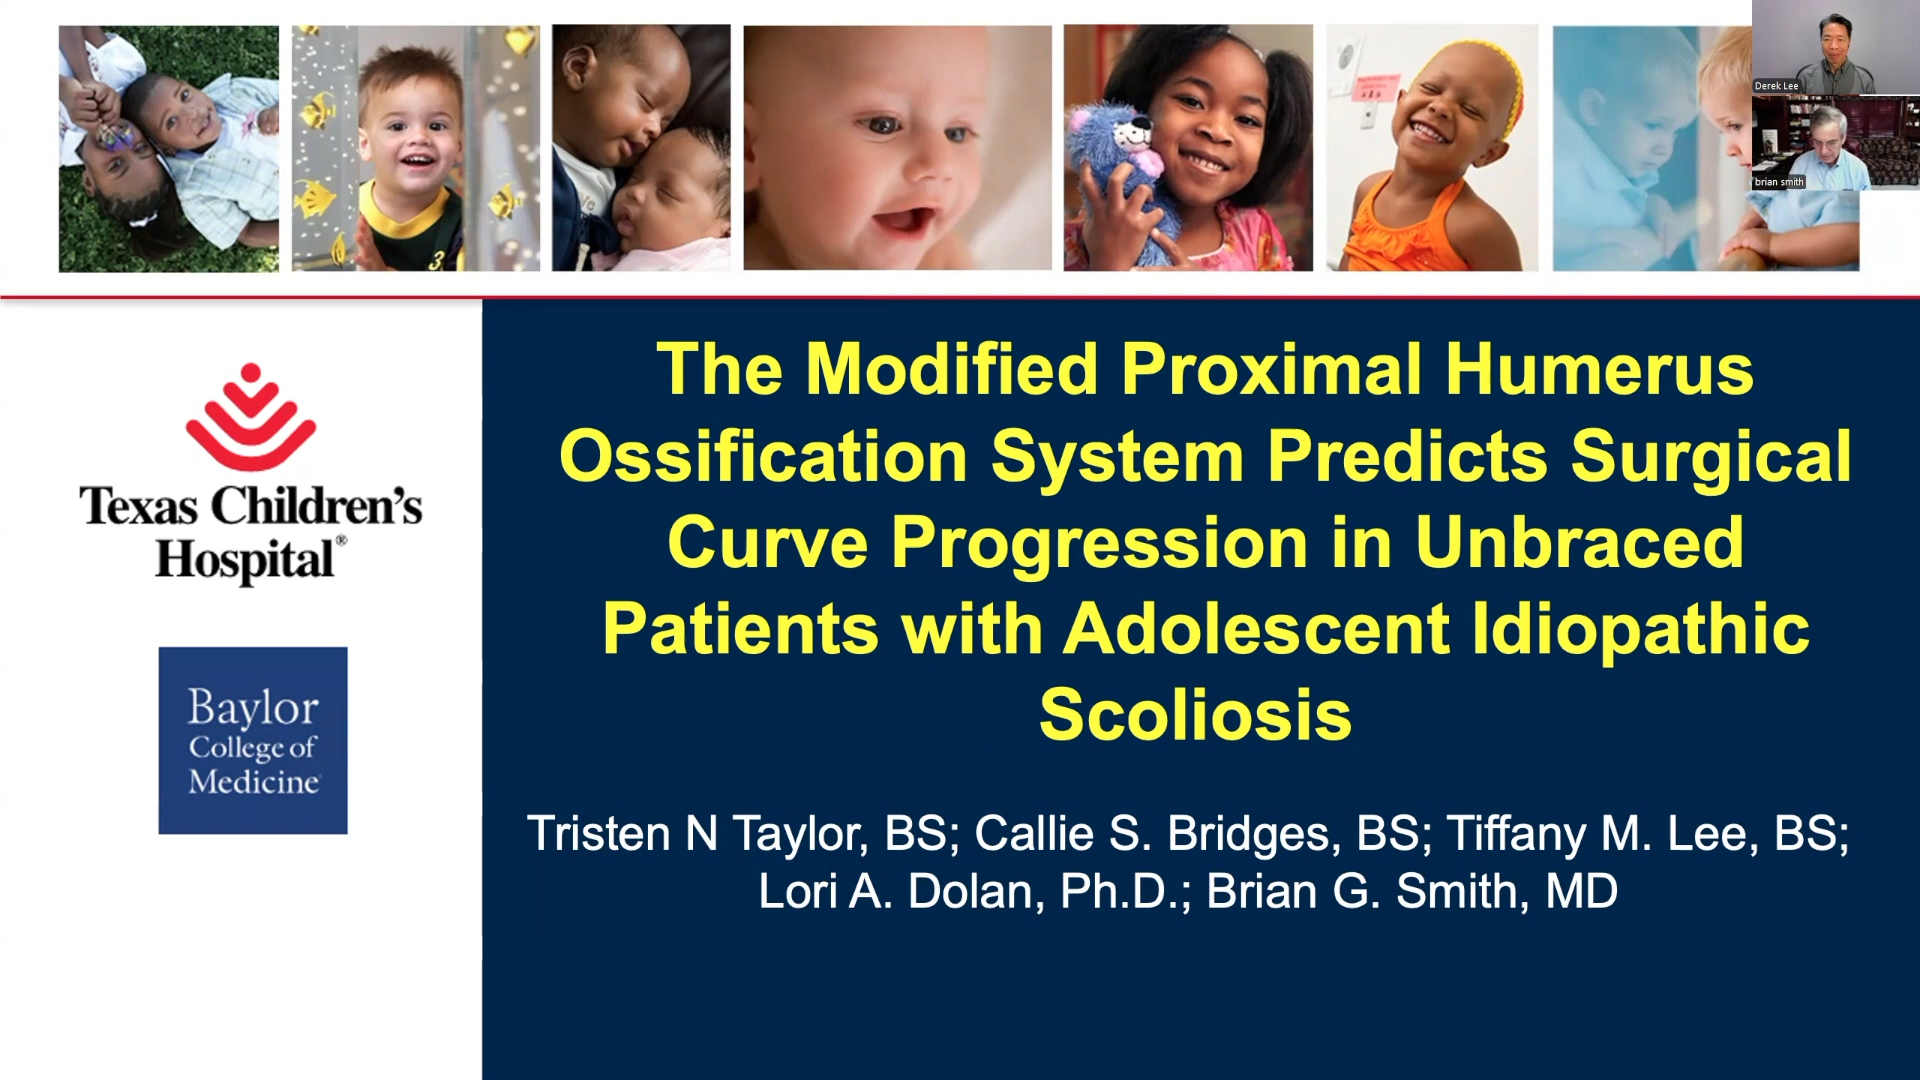 Derek Lee
brian smith
3
The Modified Proximal Humerus
Ossification System Predicts Surgical
Curve Progression in Unbraced
Patients with Adolescent Idiopathic
Scoliosis
Texas Children's
Hospital®
Baylor
College of
Medicine
Tristen N Taylor, BS; Callie S. Bridges, BS; Tiffany M. Lee, BS;
Lori A. Dolan, Ph.D.; Brian G. Smith, MD